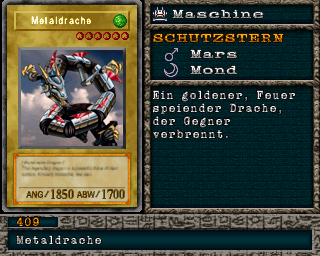 Metaldrache
ANG/1850 ABW/1700
Maschine
SCHUTZSTERN
Mars
Mond
Ein goldener, Feuer
speiender Drache,
der Gegner
verbrennt.
409
Metaldrache